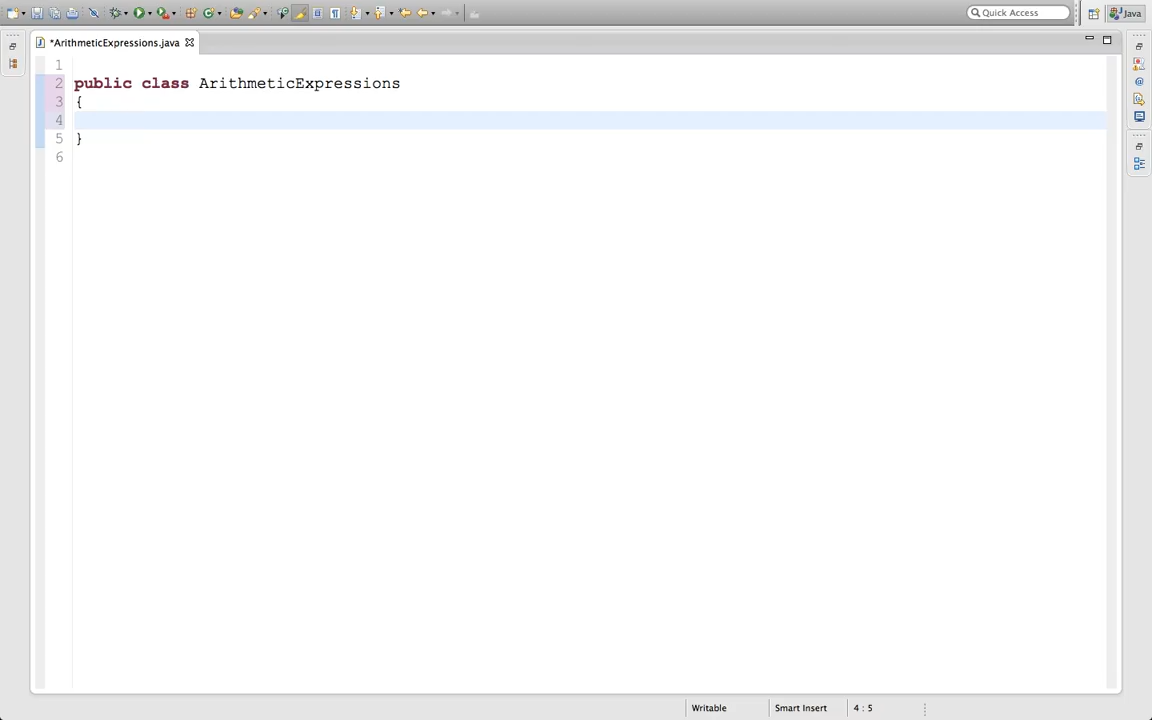 Quick Access
Java
*ArithmeticExpressions.java
1
2 public class ArithmeticExpressions
3 {
4
5 }
6
Writable
Smart Insert
4 : 5